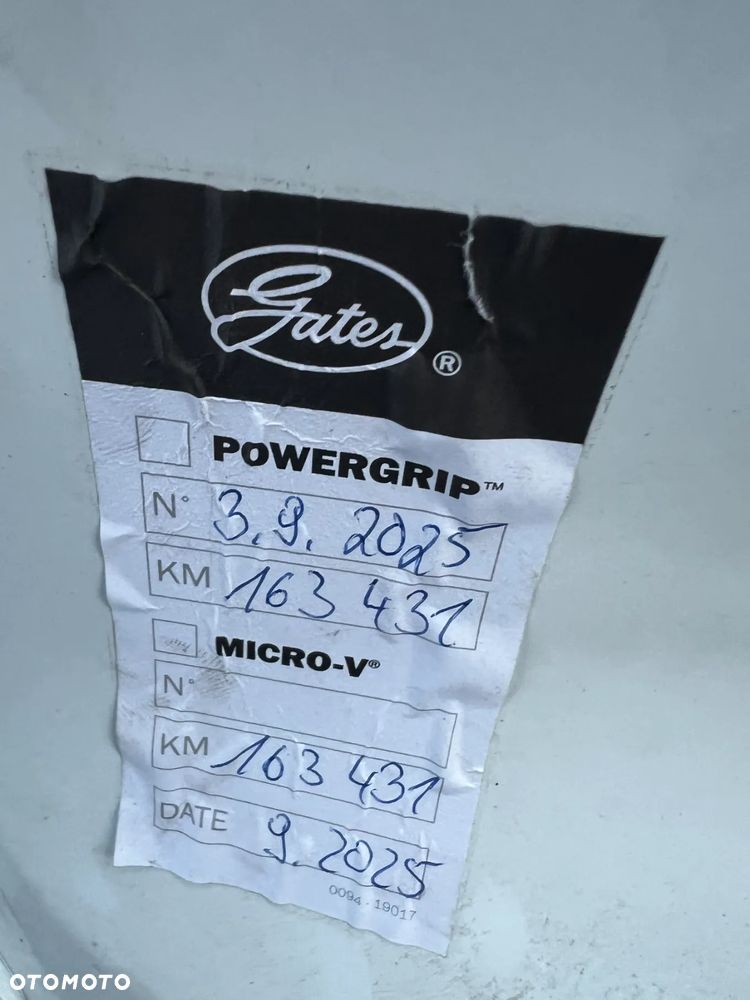 Gates ®
POWERGRIP™
N° 3.9.2025
KM 163 431
MICRO-V®
N°
KM 163 431
DATE 9.2025
0094-19017
OTOMOTO